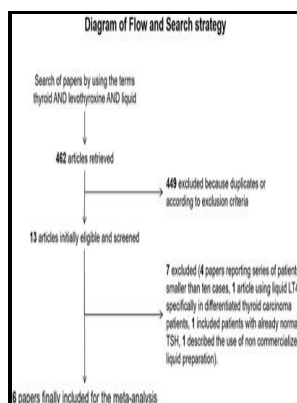 Diagram of Flow and Search strategy
Search of papers by using the terms
thyroid AND levothyroxine AND liquid
462 articles retrieved
449 excluded because duplicates or
according to exclusion criteria
13 articles initially eligible and screened
7 excluded (4 papers reporting series of patient
smaller than ten cases, 1 article using liquid LT-
specifically in differentiated thyroid carcinoma
patients, 1 included patients with already norma
TSH, 1 described the use of non commercialize
liquid preparation).
6 papers finally included for the meta-analysis